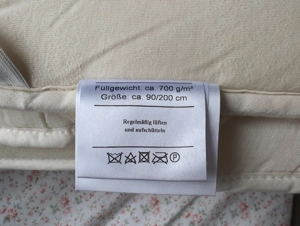 Füllgewicht: ca. 700 g/m²
Größe: ca. 90/200 cm
Regelmäßig lüften
und aufschütteln
P